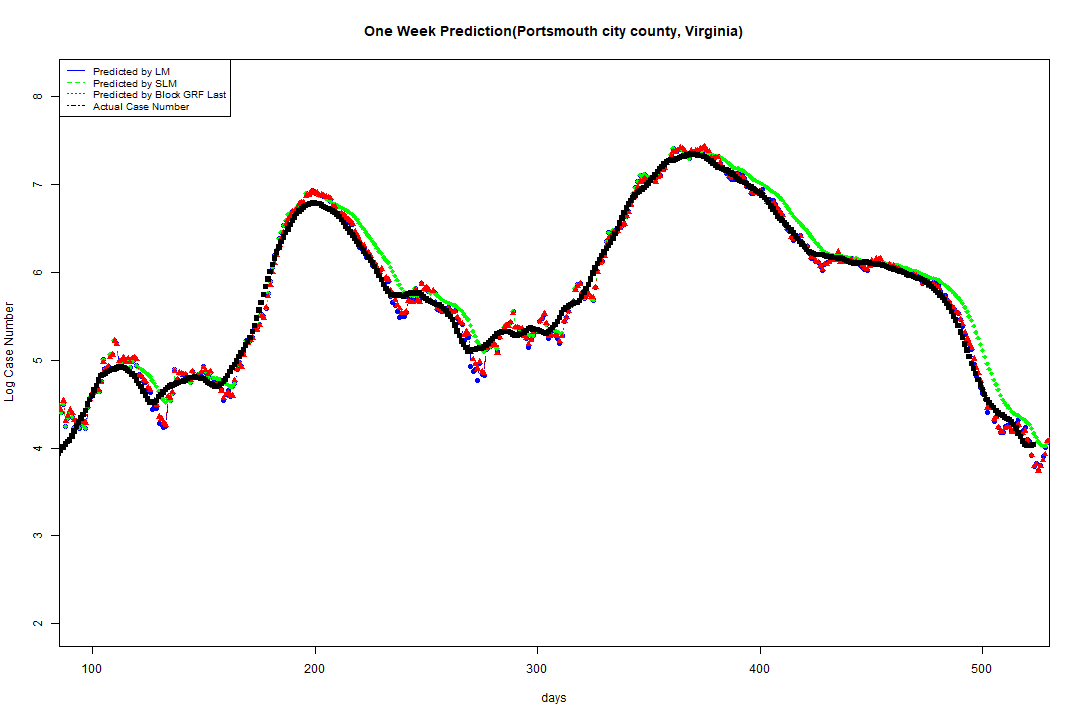 One Week Prediction(Portsmouth city county, Virginia)
Predicted by LM
Predicted by SLM
Predicted by Block GRF Last
Actual Case Number
Log Case Number
8
7
6
5
4
3
2
100 200 300 400 500
days